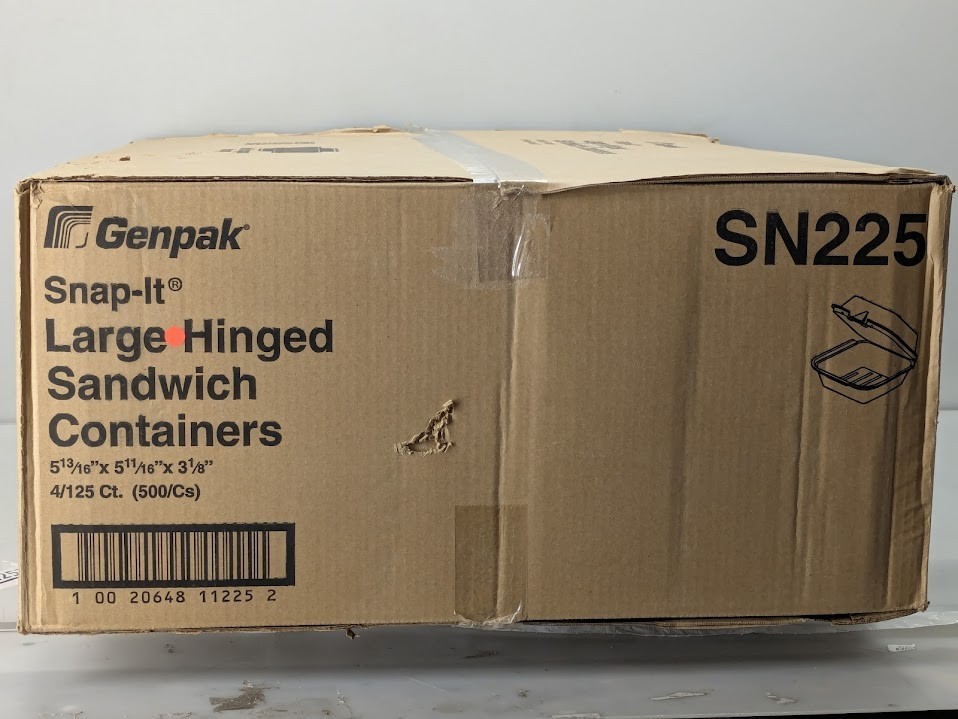 Genpak®
SN225
Snap-It®
Large Hinged
Sandwich
Containers
5 13/16" x 5 11/16" x 3 1/8"
4/125 Ct. (500/Cs)
1 00 20648 11225 2